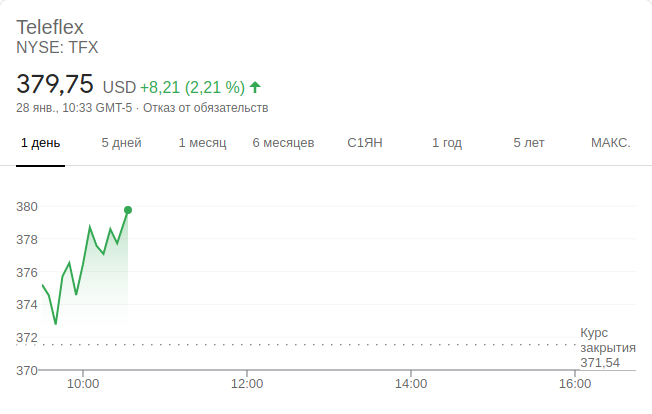 Teleflex
NYSE: TFX
379,75 USD +8,21 (2,21 %)
28 янв., 10:33 GMT-5 · Отказ от обязательств
1 день 5 дней 1 месяц 6 месяцев С1ЯН 1 год 5 лет МАКС.
380
378
376
374
372
370
Курс
закрытия
371,54
10:00 12:00 14:00 16:00